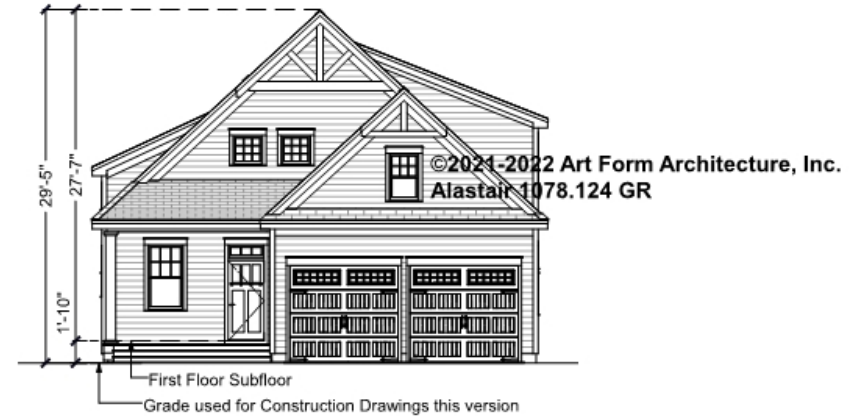 29'-5"
27'-7"
©2021-2022 Art Form Architecture, Inc.
Alastair 1078.124 GR
1'-10"
First Floor Subfloor
Grade used for Construction Drawings this version